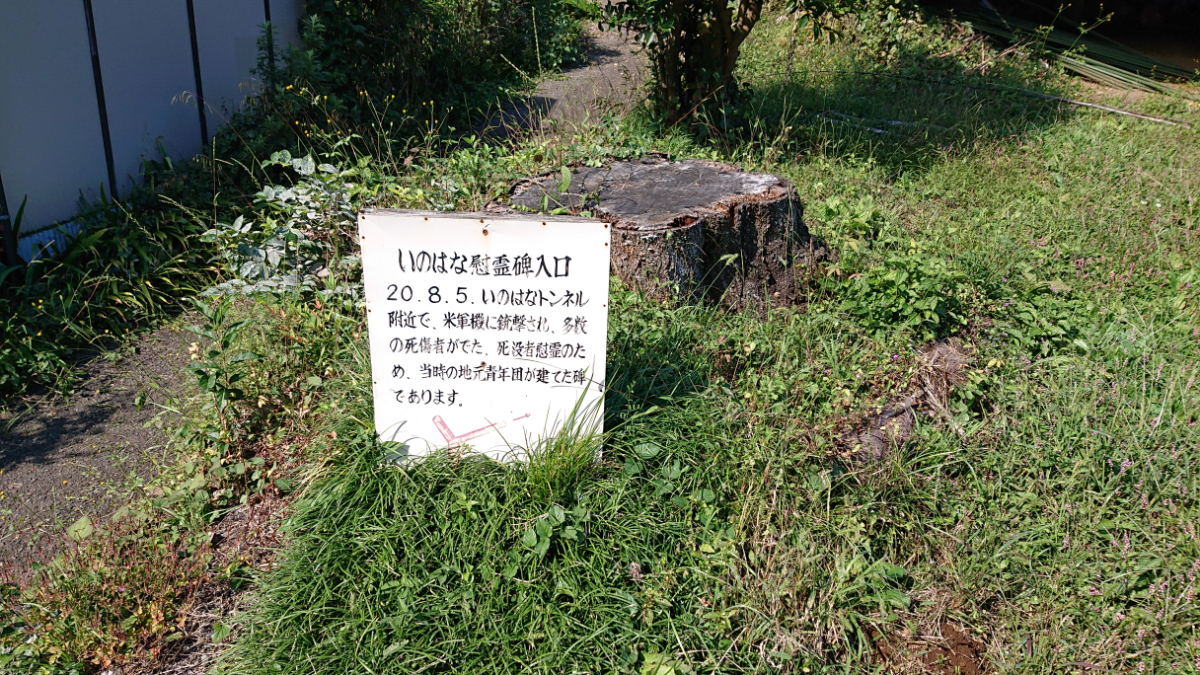 いのはな慰霊碑入口
20.8.5.いのはなトンネル
附近で、米軍機に銃撃され、多数
の死傷者がでた、死没者慰霊のた
め、当時の地元青年団が建てた碑
であります。